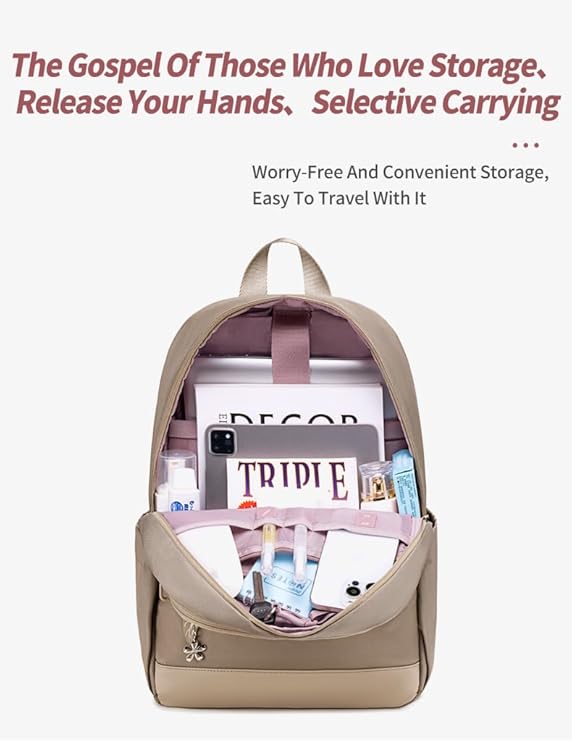 The Gospel Of Those Who Love Storage、
Release Your Hands、 Selective Carrying
...
Worry-Free And Convenient Storage,
Easy To Travel With It
DECOR
TRIPLE
NOTES